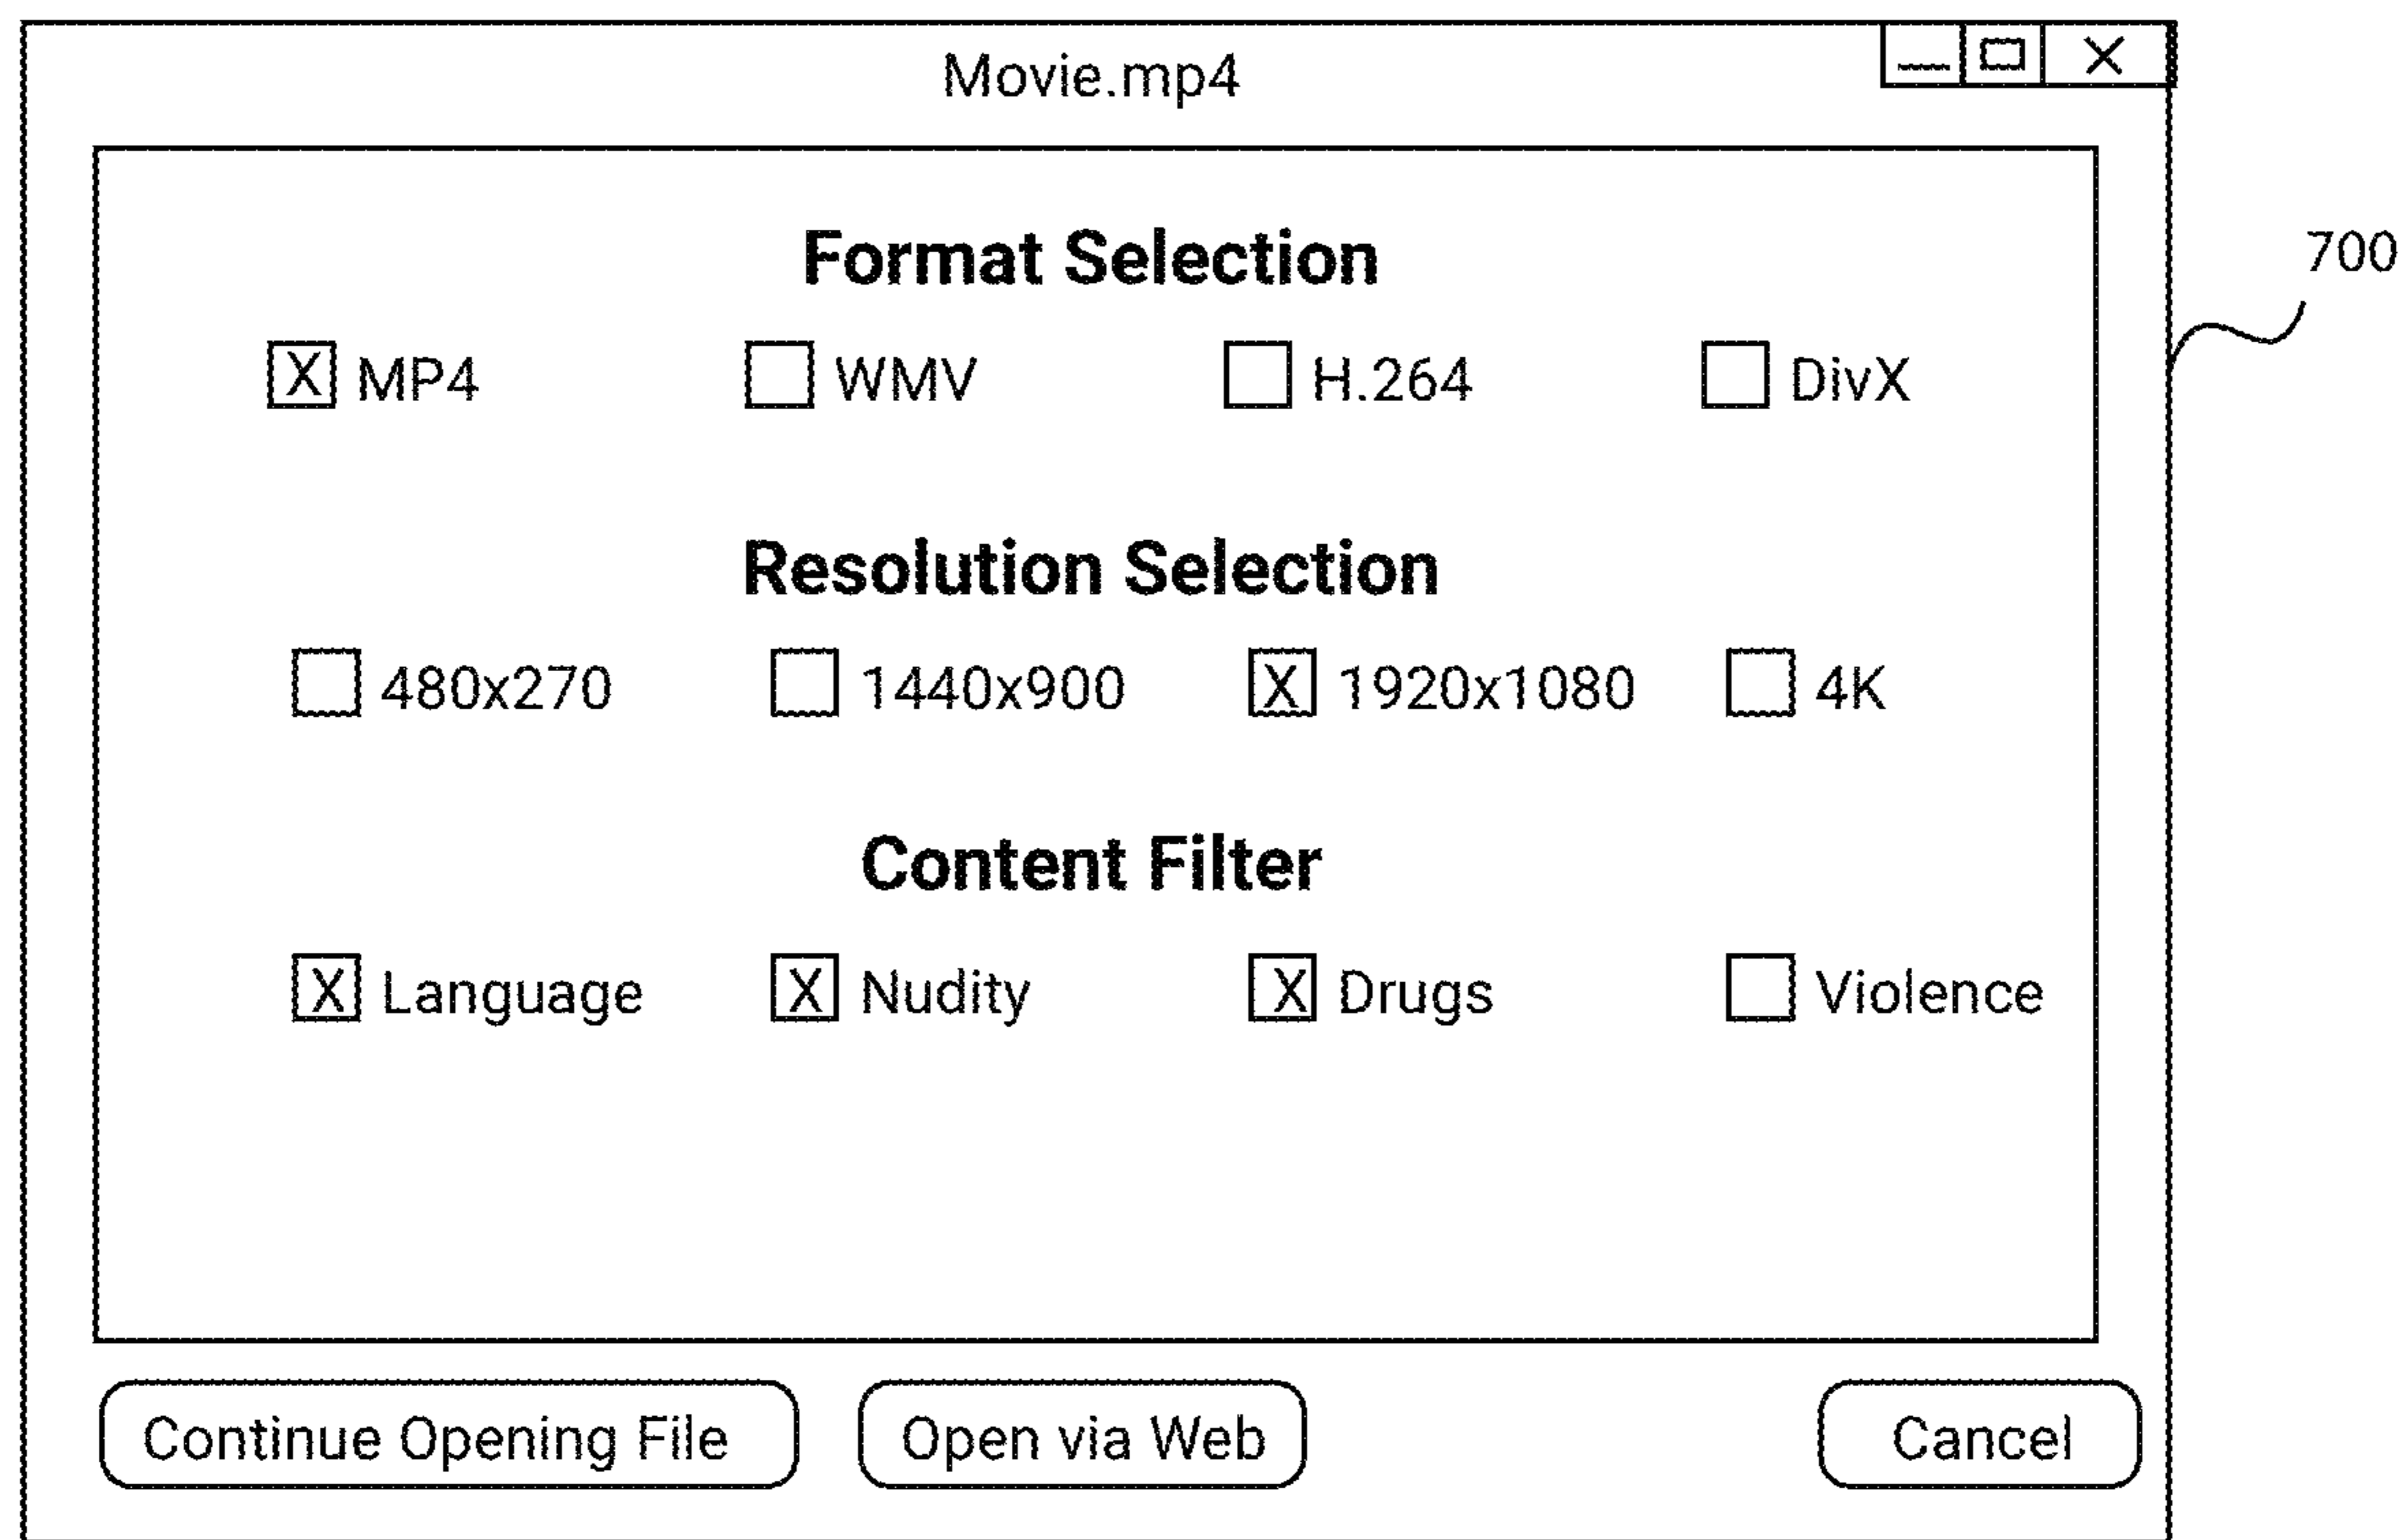 Movie.mp4
700
Format Selection
X MP4 WMV H.264 DivX
Resolution Selection
480x270 1440x900 X 1920x1080 4K
Content Filter
X Language X Nudity X Drugs Violence
Continue Opening File Open via Web Cancel